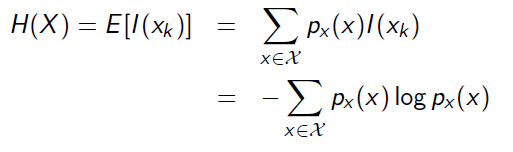 H(X) = E[I(x_k)] = ∑_{x∈𝒳} p_x(x)I(x_k)
= − ∑_{x∈𝒳} p_x(x) log p_x(x)